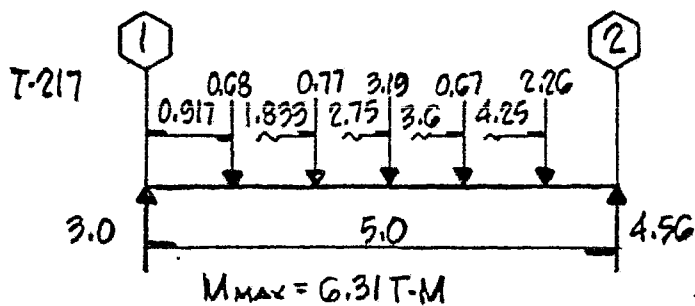 1 2
T-217
0.68 0.77 3.19 0.67 2.26
0.917 1.833 2.75 3.6 4.25
3.0 5.0 4.56
MMAX = 6.31 T-M